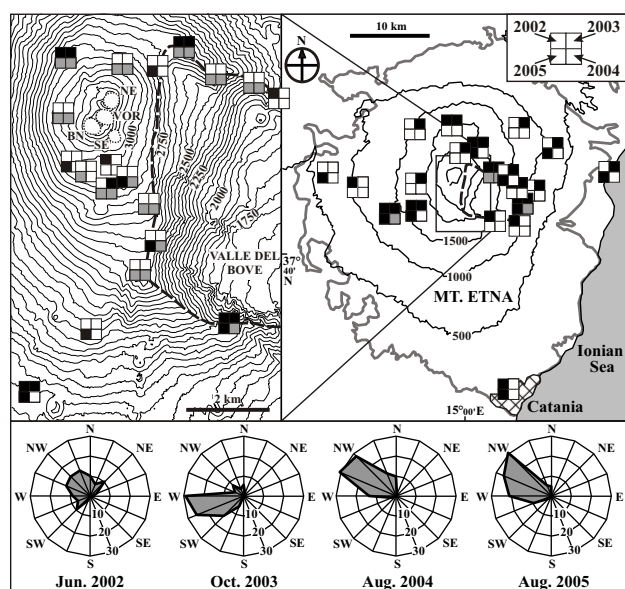 NE
VOR
BN
SE
3000
2750
2500
2250
2000
1750
VALLE DEL
BOVE
2 km
10 km
N
2002
2003
2005
2004
1500
1000
500
MT. ETNA
37°
40'
N
Ionian
Sea
15°00'E
Catania
N
NW
NE
W
E
SW
SE
S
10
20
30
Jun. 2002
N
NW
NE
W
E
SW
SE
S
10
20
30
Oct. 2003
N
NW
NE
W
E
SW
SE
S
10
20
30
Aug. 2004
N
NW
NE
W
E
SW
SE
S
10
20
30
Aug. 2005